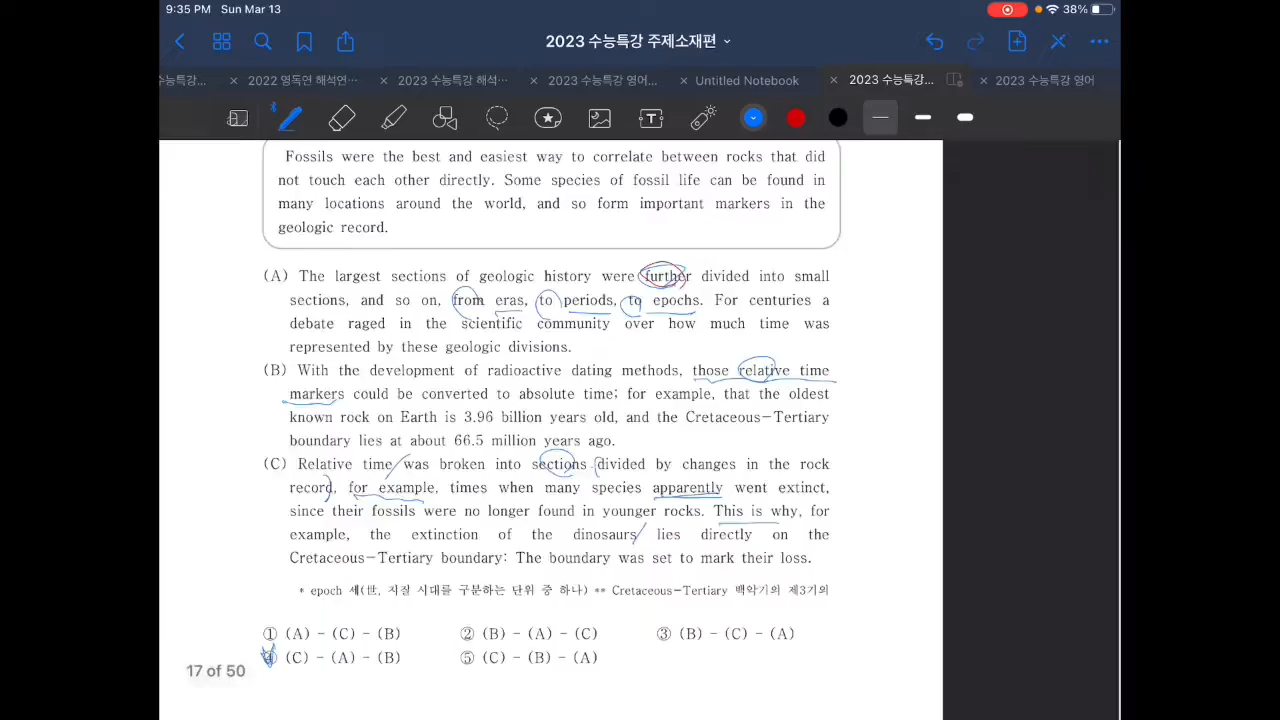 9:35 PM Sun Mar 13
38%
2023 수능특강 주제소재편
수능특강...
2022 영독연 해석연...
2023 수능특강 해석...
2023 수능특강 영어...
Untitled Notebook
2023 수능특강...
2023 수능특강 영어
Fossils were the best and easiest way to correlate between rocks that did
not touch each other directly. Some species of fossil life can be found in
many locations around the world, and so form important markers in the
geologic record.
(A) The largest sections of geologic history were further divided into small
sections, and so on, from eras, to periods, to epochs. For centuries a
debate raged in the scientific community over how much time was
represented by these geologic divisions.
(B) With the development of radioactive dating methods, those relative time
markers could be converted to absolute time; for example, that the oldest
known rock on Earth is 3.96 billion years old, and the Cretaceous-Tertiary
boundary lies at about 66.5 million years ago.
(C) Relative time was broken into sections divided by changes in the rock
record, for example, times when many species apparently went extinct,
since their fossils were no longer found in younger rocks. This is why, for
example, the extinction of the dinosaurs lies directly on the
Cretaceous-Tertiary boundary: The boundary was set to mark their loss.
* epoch 세(世, 지질 시대를 구분하는 단위 중 하나) ** Cretaceous-Tertiary 백악기의 제3기의
① (A) - (C) - (B) ② (B) - (A) - (C) ③ (B) - (C) - (A)
④ (C) - (A) - (B) ⑤ (C) - (B) - (A)
17 of 50